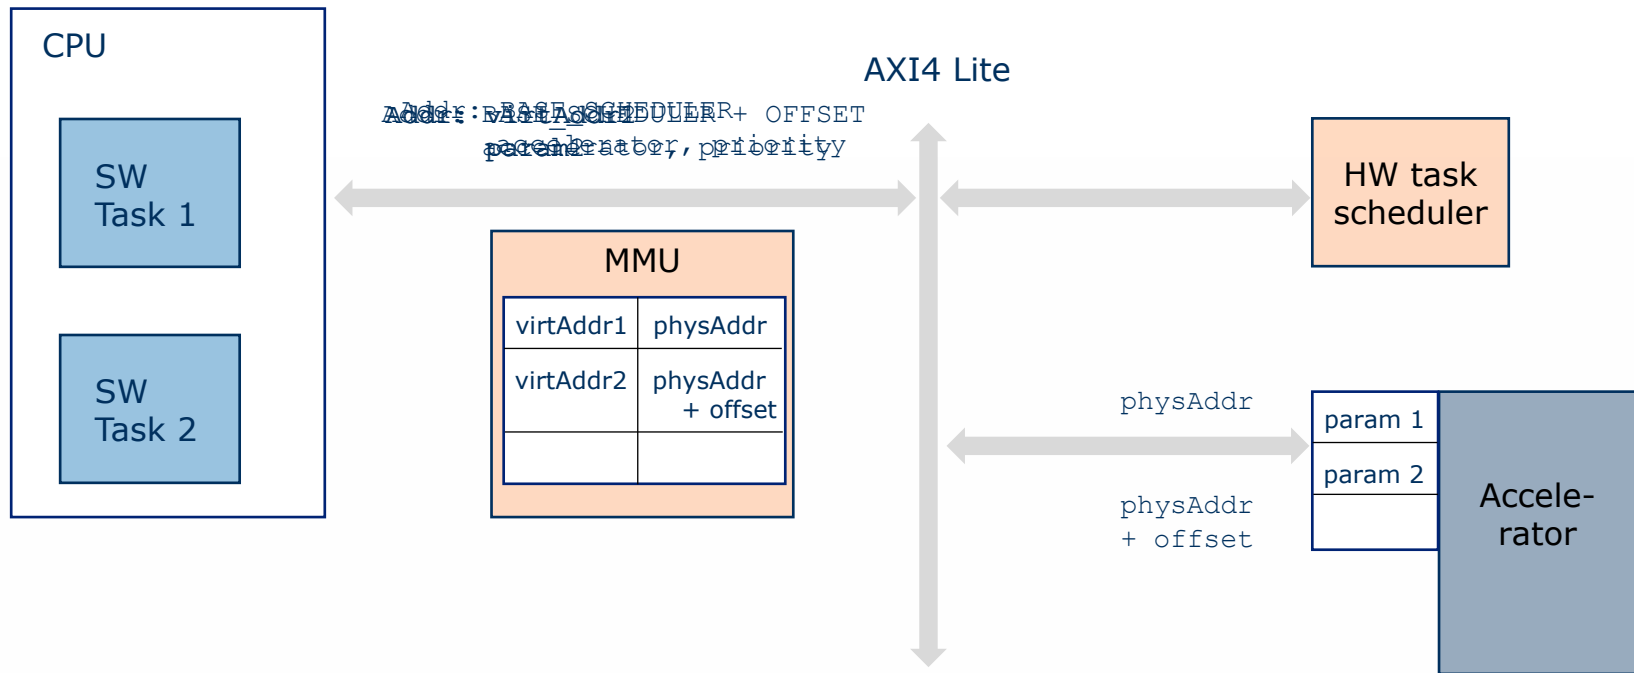 CPU
AXI4 Lite
SW
Task 1
HW task
scheduler
MMU
virtAddr1 physAddr
virtAddr2 physAddr
+ offset
SW
Task 2
physAddr
param 1
param 2
physAddr
+ offset
Accele-
rator